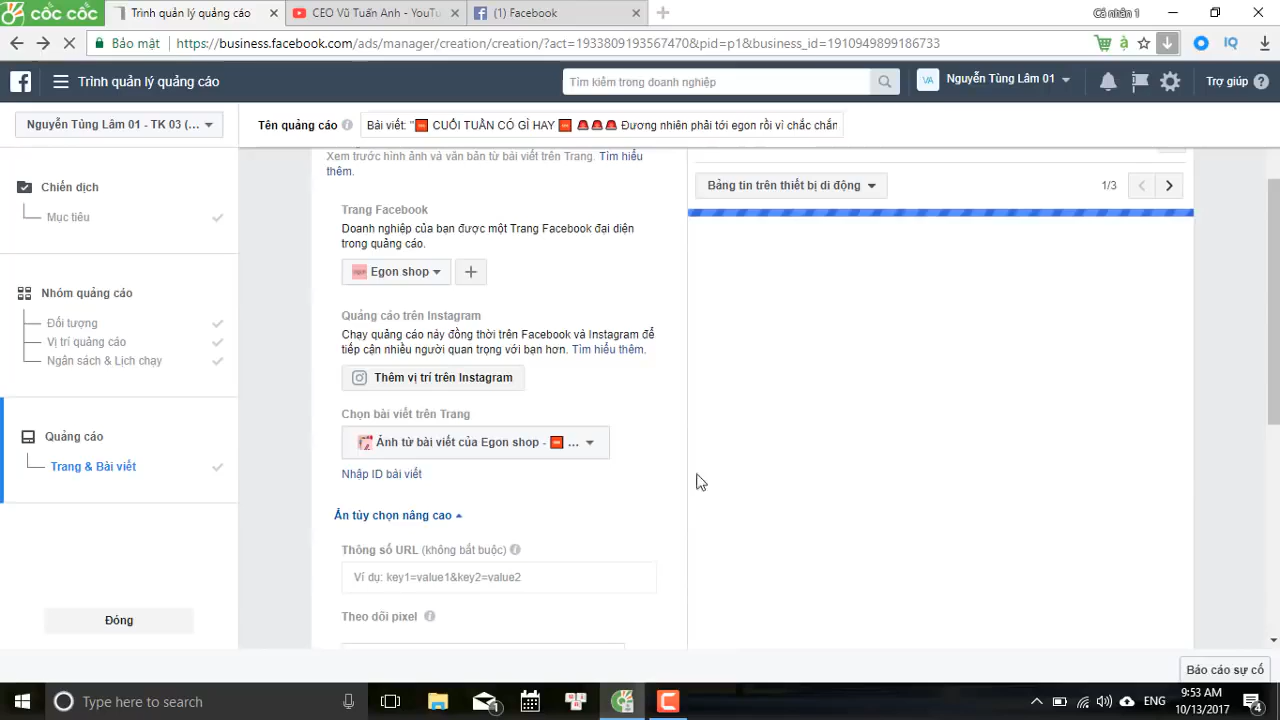 cốc cốc
Trình quản lý quảng cáo
CEO Vũ Tuấn Anh - YouTu
(1) Facebook
Cá nhân 1
Bảo mật
https://business.facebook.com/ads/manager/creation/creation/?act=1933809193567470&pid=p1&business_id=1910949899186733
Trình quản lý quảng cáo
Tìm kiếm trong doanh nghiệp
VA
Nguyễn Tùng Lâm 01
Trợ giúp
Nguyễn Tùng Lâm 01 - TK 03 (...
Tên quảng cáo
Bài viết: "🟥 CUỐI TUẦN CÓ GÌ HAY 🟥 🚨🚨🚨 Đương nhiên phải tới egon rồi vì chắc chắn
Chiến dịch
Mục tiêu
Nhóm quảng cáo
Đối tượng
Vị trí quảng cáo
Ngân sách & Lịch chạy
Quảng cáo
Trang & Bài viết
Đóng
Xem trước hình ảnh và văn bản từ bài viết trên Trang. Tìm hiểu
thêm.
Trang Facebook
Doanh nghiệp của bạn được một Trang Facebook đại diện
trong quảng cáo.
Egon shop
Quảng cáo trên Instagram
Chạy quảng cáo này đồng thời trên Facebook và Instagram để
tiếp cận nhiều người quan trọng với bạn hơn. Tìm hiểu thêm.
Thêm vị trí trên Instagram
Chọn bài viết trên Trang
Ảnh từ bài viết của Egon shop - 🟥 ...
Nhập ID bài viết
Ẩn tùy chọn nâng cao
Thông số URL (không bắt buộc)
Ví dụ: key1=value1&key2=value2
Theo dõi pixel
Bảng tin trên thiết bị di động
1/3
Báo cáo sự cố
Type here to search
1
ENG
9:53 AM
10/13/2017
4